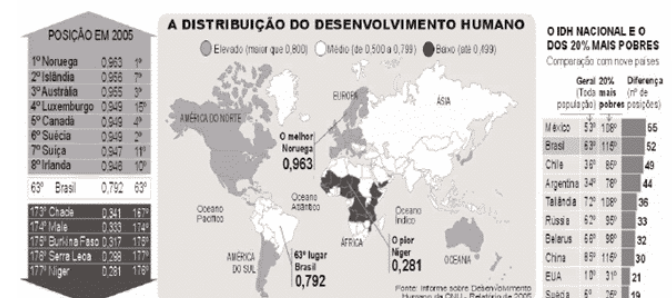 POSIÇÃO EM 2005
1º Noruega 0,963 1º
2º Islândia 0,956 7º
3º Austrália 0,955 3º
4º Luxemburgo 0,949 15º
5º Canadá 0,949 4º
6º Suécia 0,949 2º
7º Suíça 0,947 11º
8º Irlanda 0,946 10º
63º Brasil 0,792 63º
173º Chade 0,341 167º
174º Male 0,333 174º
175º Burkina Faso 0,317 175º
176º Serra Leoa 0,298 177º
177º Niger 0,281 176º
A DISTRIBUIÇÃO DO DESENVOLVIMENTO HUMANO
Elevado (maior que 0,800) Médio (de 0,500 a 0,799) Baixo (até 0,499)
EUROPA
ÁSIA
AMÉRICA DO NORTE
O melhor
Noruega
0,963
Oceano
Pacífico
Oceano
Atlântico
Oceano
Índico
ÁFRICA
AMÉRICA
DO SUL
63º lugar
Brasil
0,792
O pior
Niger
0,281
OCEANIA
Fonte: Informe sobre Desenvolvimento
Humano da ONU - Relatório de 2005
O IDH NACIONAL E O
DOS 20% MAIS POBRES
Comparação com nove países
Geral 20% Diferença
(Toda mais (nº de
população) pobres posições)
México 53º 108º 55
Brasil 63º 115º 52
Chile 36º 85º 49
Argentina 34º 78º 44
Tailândia 72º 108º 36
Rússia 62º 95º 33
Belarus 66º 98º 32
China 85º 115º 30
EUA 10º 31º 21
Suécia 25º 19